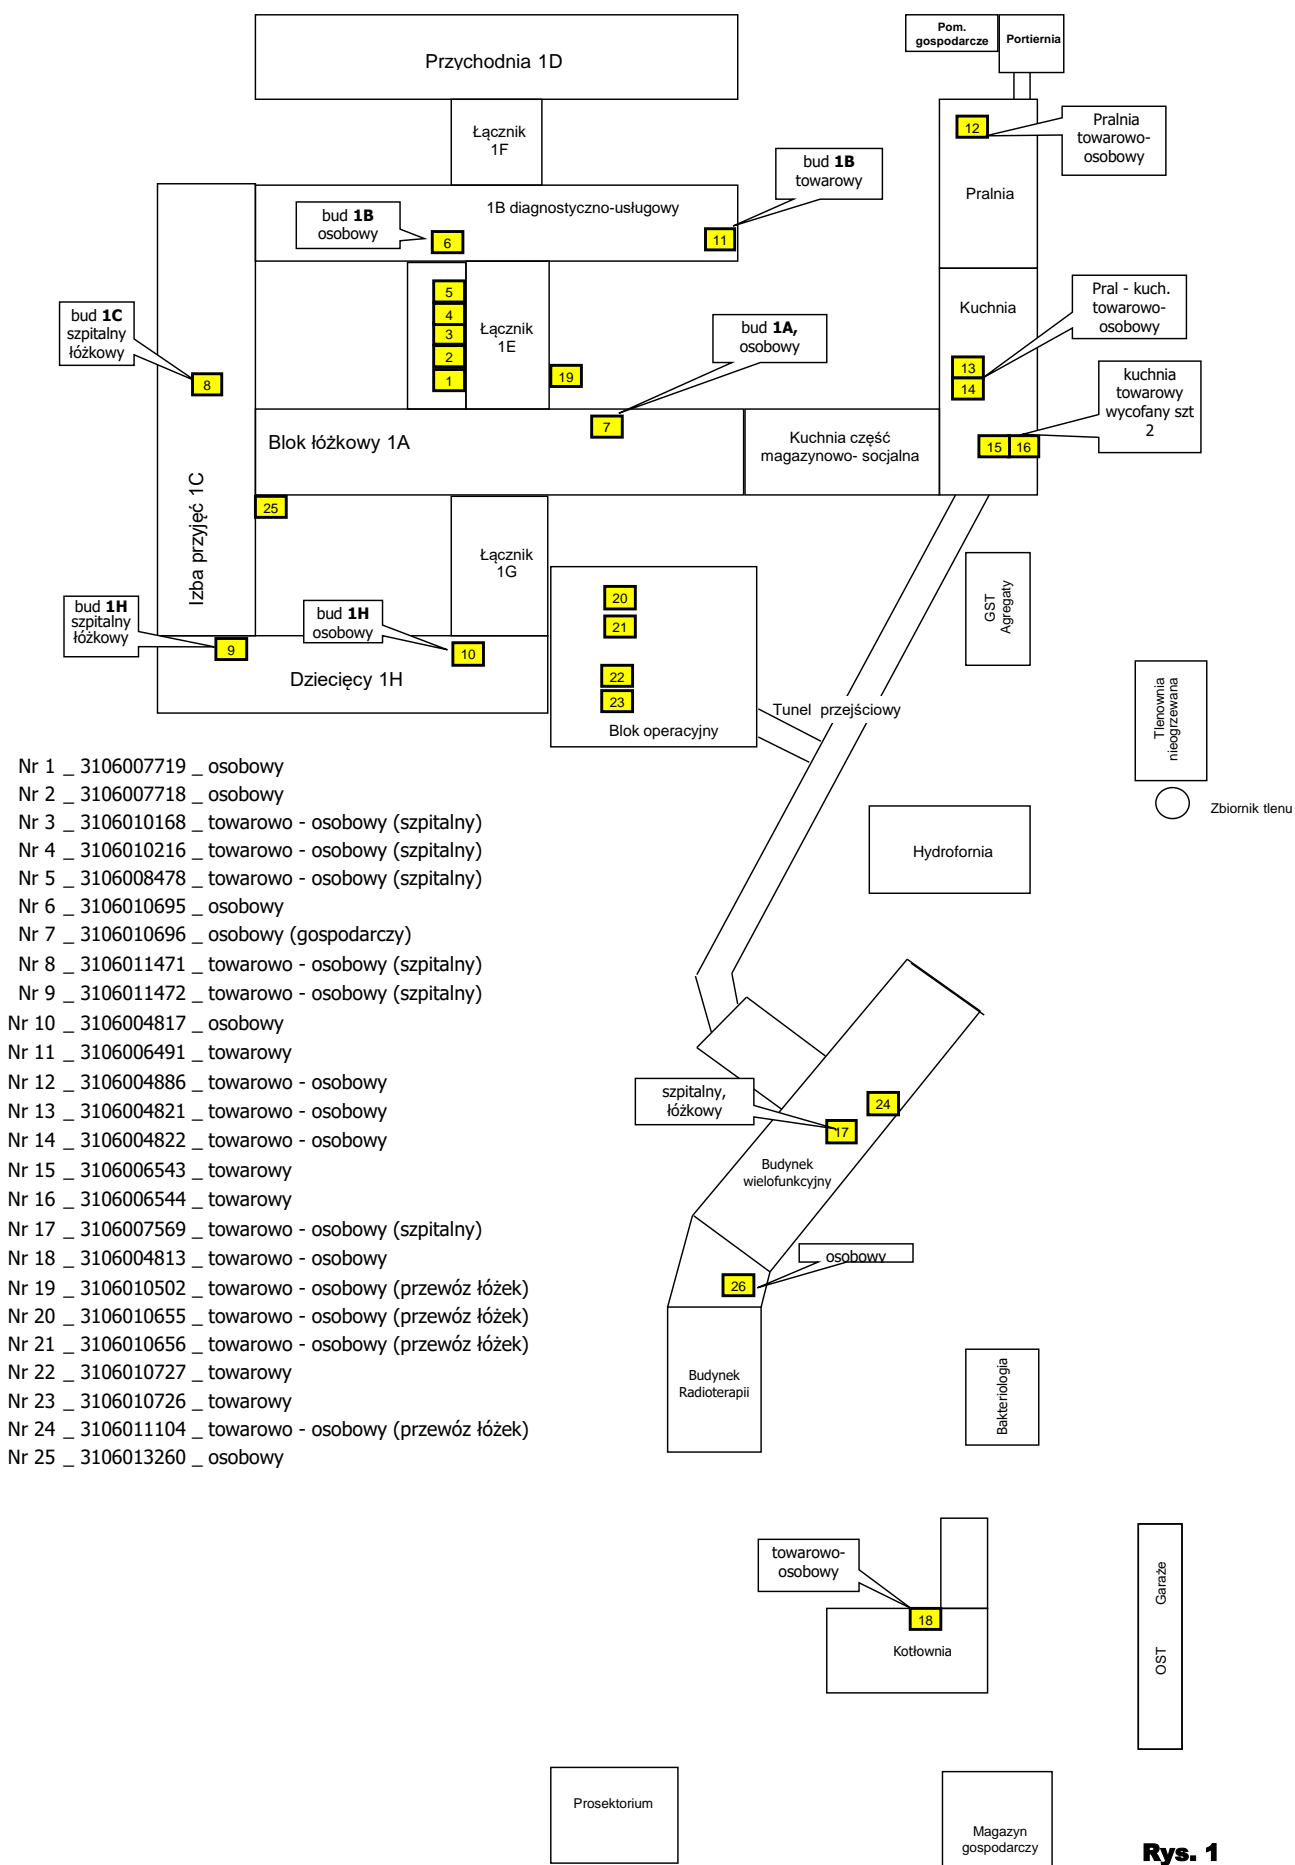 Pom.
gospodarcze
Portiernia
Przychodnia 1D
Łącznik
1F
12
Pralnia
towarowo-
osobowy
bud 1B
towarowy
Pralnia
1B diagnostyczno-usługowy
bud 1B
osobowy
6
11
5
4
3
2
1
Łącznik
1E
19
bud 1C
szpitalny
łóżkowy
8
bud 1A,
osobowy
7
Kuchnia
Pral - kuch.
towarowo-
osobowy
13
14
kuchnia
towarowy
wycofany szt
2
15
16
Blok łóżkowy 1A
Kuchnia część
magazynowo- socjalna
Izba przyjęć 1C
25
Łącznik
1G
bud 1H
szpitalny
łóżkowy
9
bud 1H
osobowy
10
Dziecięcy 1H
20
21
22
23
Blok operacyjny
GST
Agregaty
Tunel  przejściowy
Tlenownia
nieogrzewana
Zbiornik tlenu
Hydrofornia
Nr 1 _ 3106007719 _ osobowy
Nr 2 _ 3106007718 _ osobowy
Nr 3 _ 3106010168 _ towarowo - osobowy (szpitalny)
Nr 4 _ 3106010216 _ towarowo - osobowy (szpitalny)
Nr 5 _ 3106008478 _ towarowo - osobowy (szpitalny)
Nr 6 _ 3106010695 _ osobowy
Nr 7 _ 3106010696 _ osobowy (gospodarczy)
Nr 8 _ 3106011471 _ towarowo - osobowy (szpitalny)
Nr 9 _ 3106011472 _ towarowo - osobowy (szpitalny)
Nr 10 _ 3106004817 _ osobowy
Nr 11 _ 3106006491 _ towarowy
Nr 12 _ 3106004886 _ towarowo - osobowy
Nr 13 _ 3106004821 _ towarowo - osobowy
Nr 14 _ 3106004822 _ towarowo - osobowy
Nr 15 _ 3106006543 _ towarowy
Nr 16 _ 3106006544 _ towarowy
Nr 17 _ 3106007569 _ towarowo - osobowy (szpitalny)
Nr 18 _ 3106004813 _ towarowo - osobowy
Nr 19 _ 3106010502 _ towarowo - osobowy (przewóz łóżek)
Nr 20 _ 3106010655 _ towarowo - osobowy (przewóz łóżek)
Nr 21 _ 3106010656 _ towarowo - osobowy (przewóz łóżek)
Nr 22 _ 3106010727 _ towarowy
Nr 23 _ 3106010726 _ towarowy
Nr 24 _ 3106011104 _ towarowo - osobowy (przewóz łóżek)
Nr 25 _ 3106013260 _ osobowy
szpitalny,
łóżkowy
24
17
Budynek
wielofunkcyjny
osobowy
26
Budynek
Radioterapii
Bakteriologia
towarowo-
osobowy
18
Kotłownia
OST Garaże
Prosektorium
Magazyn
gospodarczy
Rys. 1